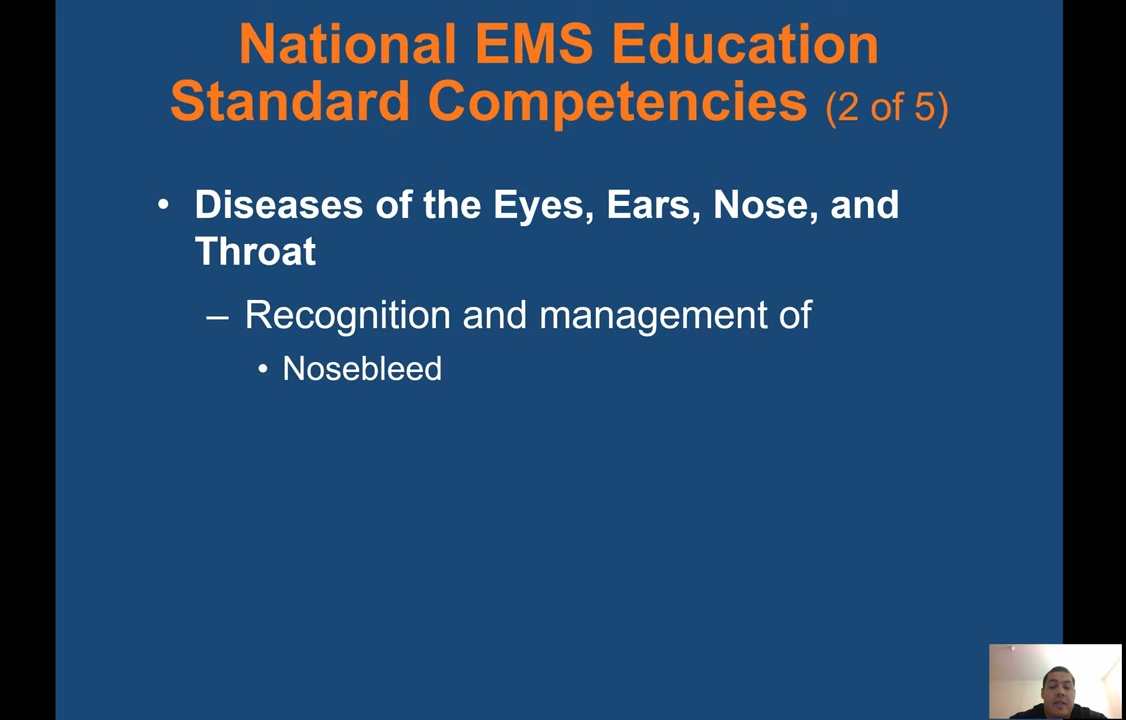 National EMS Education
Standard Competencies (2 of 5)
• Diseases of the Eyes, Ears, Nose, and
Throat
– Recognition and management of
• Nosebleed